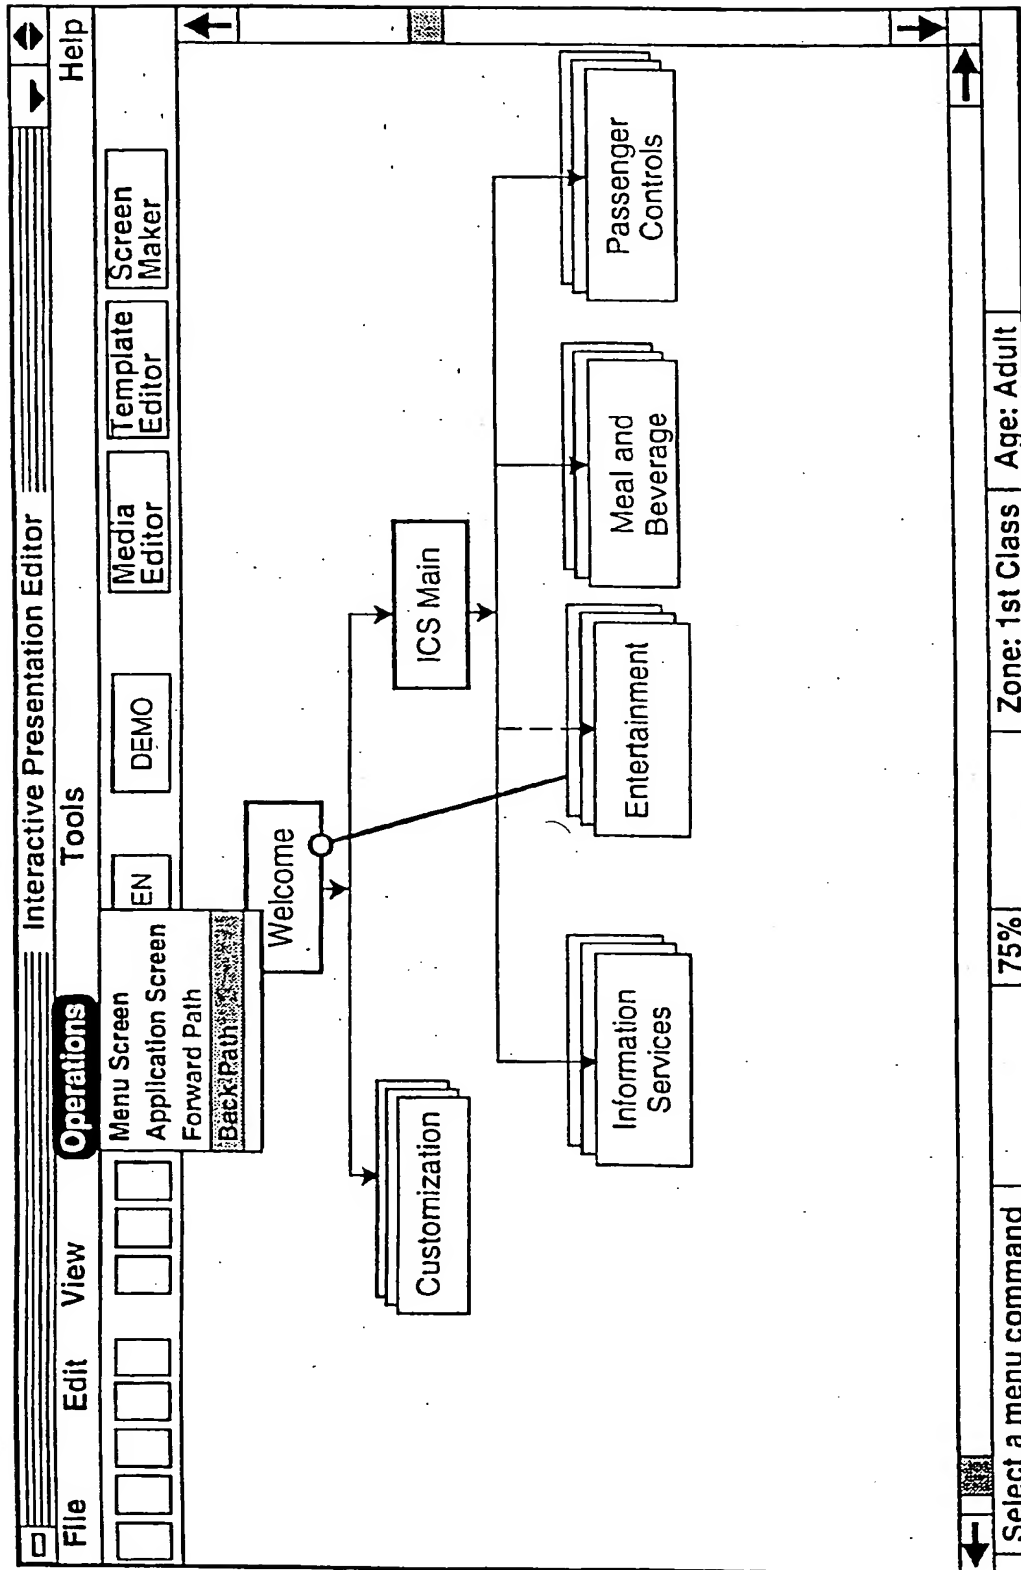 Interactive Presentation Editor
File Edit View Operations Tools Help
Menu Screen
Application Screen
Forward Path
Back Path
EN
DEMO
Media
Editor
Template
Editor
Screen
Maker
Welcome
Customization
ICS Main
Information
Services
Entertainment
Meal and
Beverage
Passenger
Controls
Select a menu command 75% Zone: 1st Class Age: Adult